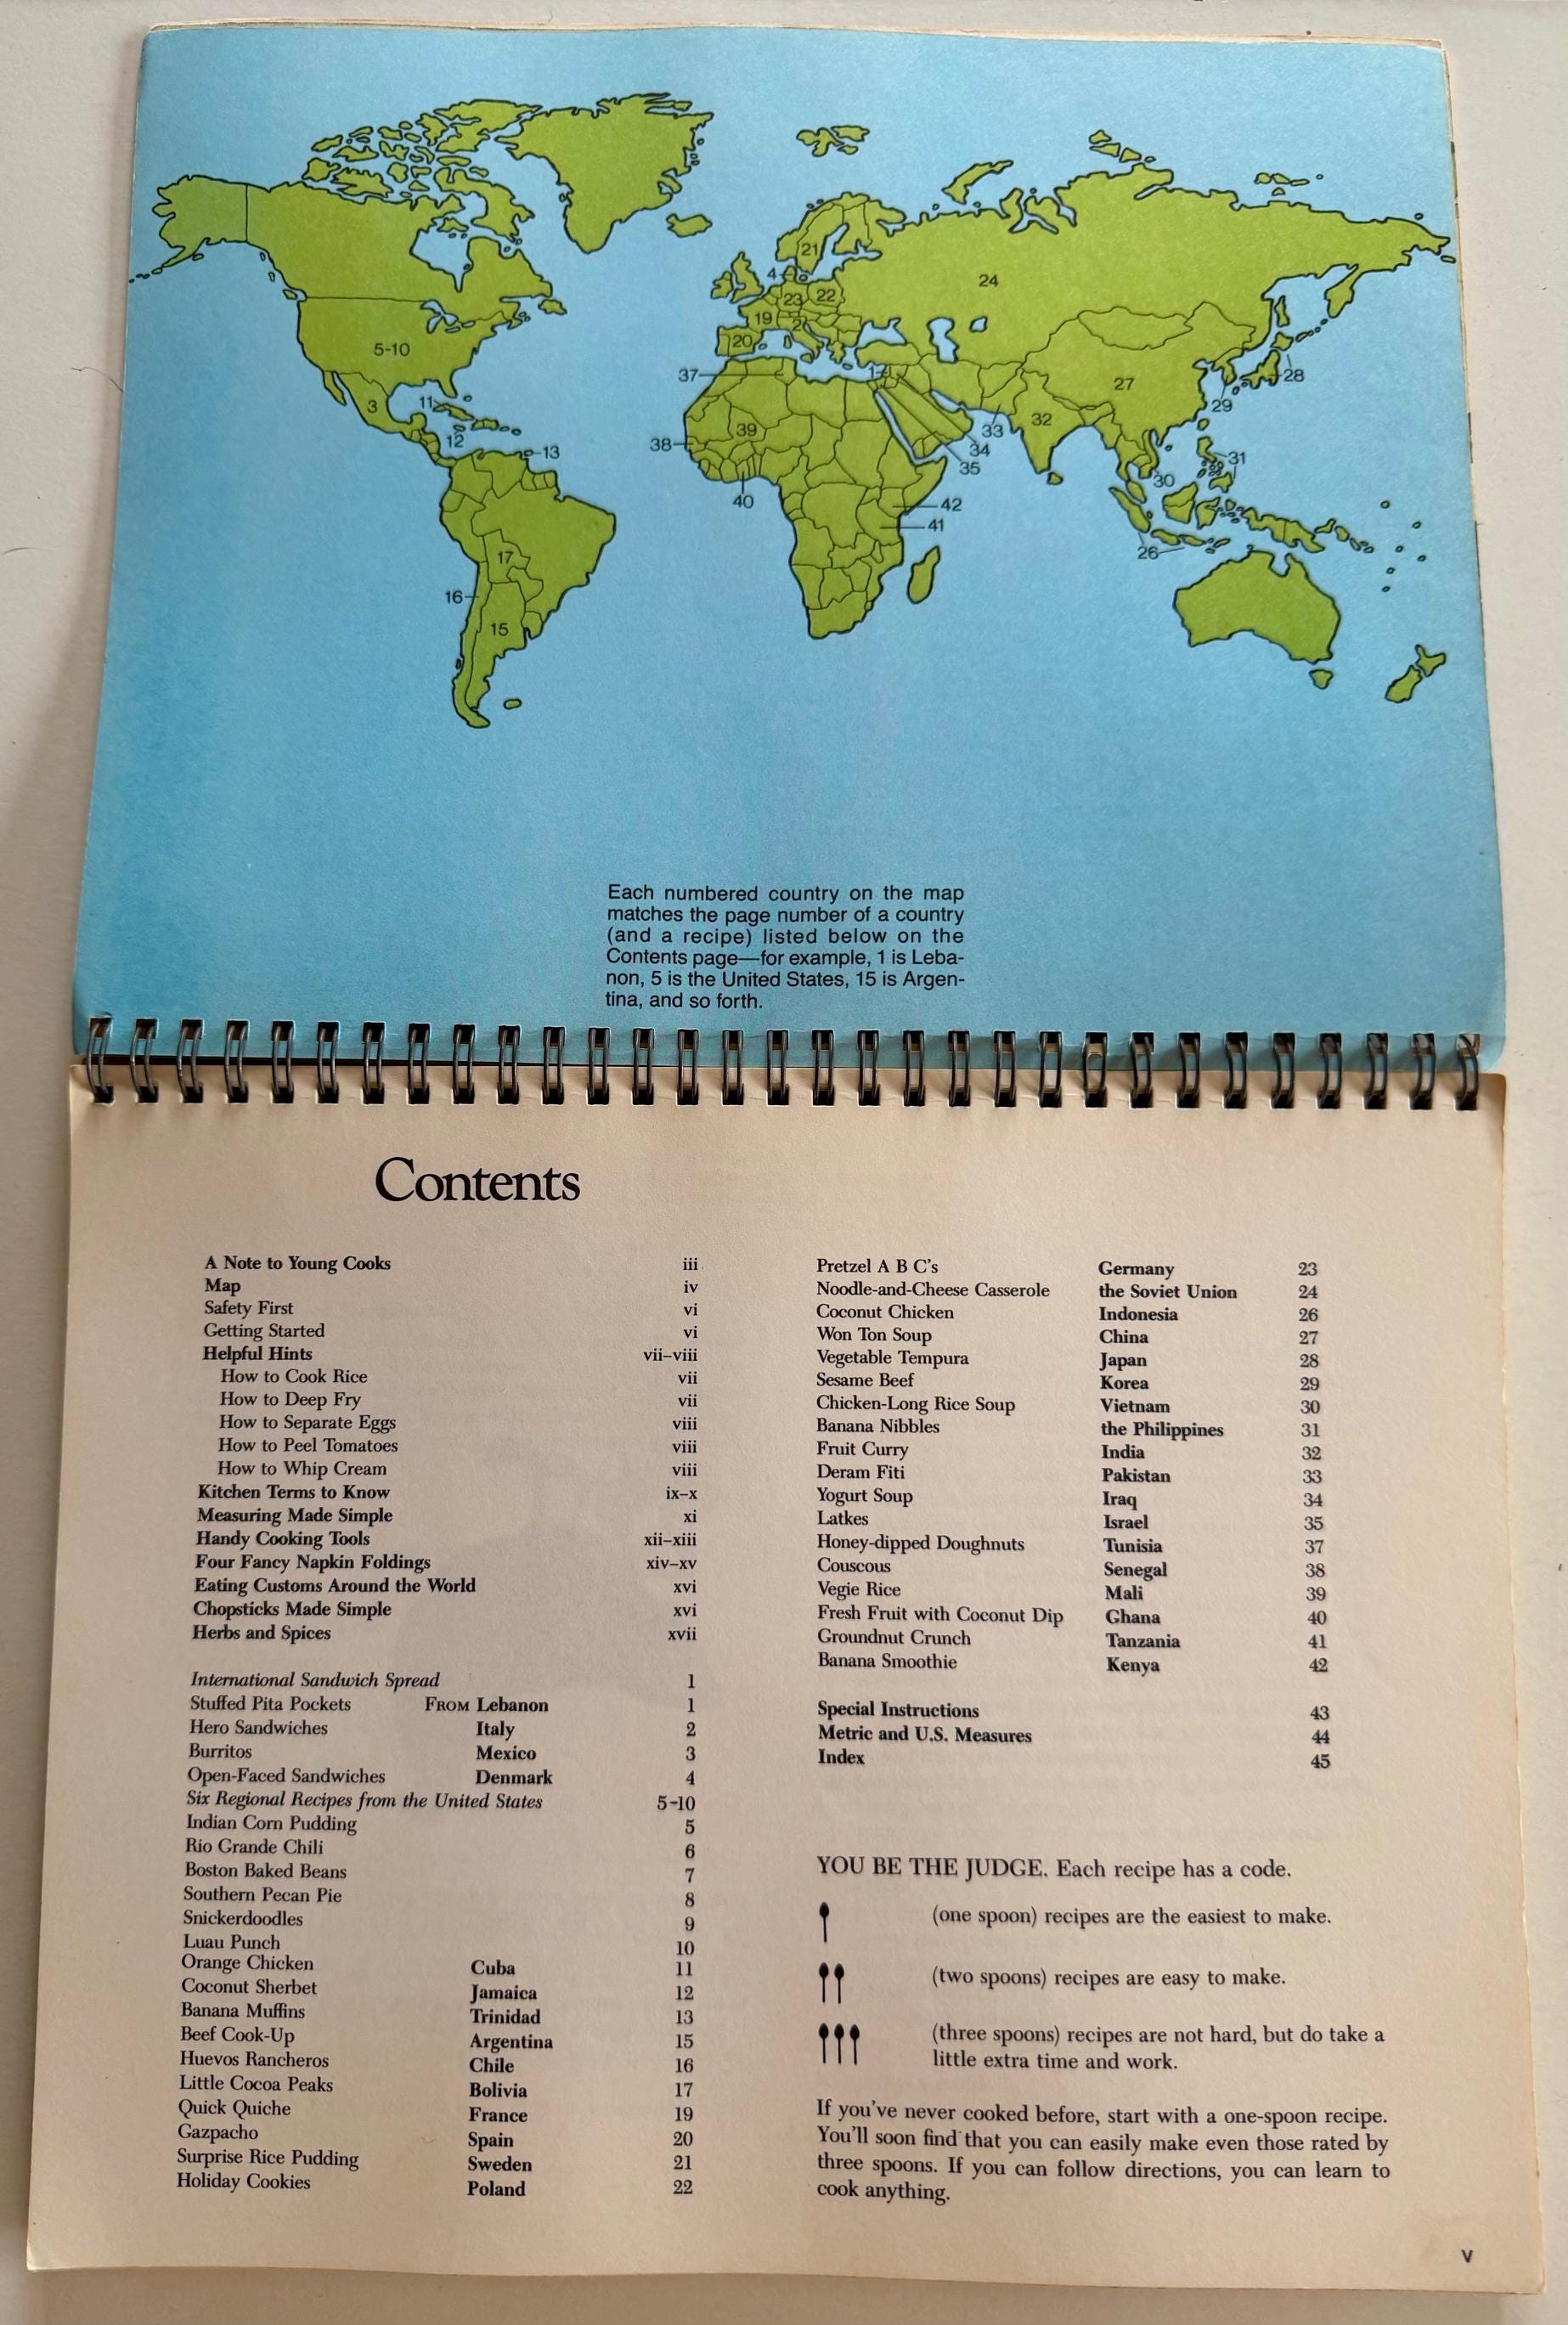 21
24
4
23
22
19
2
20
5-10
37
1
27
28
3
11
29
39
32
12
33
38
13
34
31
35
30
40
42
41
26
17
16
15
Each numbered country on the map
matches the page number of a country
(and a recipe) listed below on the
Contents page—for example, 1 is Leba-
non, 5 is the United States, 15 is Argen-
tina, and so forth.
Contents
A Note to Young Cooks iii
Map iv
Safety First vi
Getting Started vi
Helpful Hints vii–viii
How to Cook Rice vii
How to Deep Fry vii
How to Separate Eggs viii
How to Peel Tomatoes viii
How to Whip Cream viii
Kitchen Terms to Know ix–x
Measuring Made Simple xi
Handy Cooking Tools xii–xiii
Four Fancy Napkin Foldings xiv–xv
Eating Customs Around the World xvi
Chopsticks Made Simple xvi
Herbs and Spices xvii
International Sandwich Spread 1
Stuffed Pita Pockets FROM Lebanon 1
Hero Sandwiches Italy 2
Burritos Mexico 3
Open-Faced Sandwiches Denmark 4
Six Regional Recipes from the United States 5-10
Indian Corn Pudding 5
Rio Grande Chili 6
Boston Baked Beans 7
Southern Pecan Pie 8
Snickerdoodles 9
Luau Punch 10
Orange Chicken Cuba 11
Coconut Sherbet Jamaica 12
Banana Muffins Trinidad 13
Beef Cook-Up Argentina 15
Huevos Rancheros Chile 16
Little Cocoa Peaks Bolivia 17
Quick Quiche France 19
Gazpacho Spain 20
Surprise Rice Pudding Sweden 21
Holiday Cookies Poland 22
Pretzel A B C's Germany 23
Noodle-and-Cheese Casserole the Soviet Union 24
Coconut Chicken Indonesia 26
Won Ton Soup China 27
Vegetable Tempura Japan 28
Sesame Beef Korea 29
Chicken-Long Rice Soup Vietnam 30
Banana Nibbles the Philippines 31
Fruit Curry India 32
Deram Fiti Pakistan 33
Yogurt Soup Iraq 34
Latkes Israel 35
Honey-dipped Doughnuts Tunisia 37
Couscous Senegal 38
Vegie Rice Mali 39
Fresh Fruit with Coconut Dip Ghana 40
Groundnut Crunch Tanzania 41
Banana Smoothie Kenya 42
Special Instructions 43
Metric and U.S. Measures 44
Index 45
YOU BE THE JUDGE. Each recipe has a code.
(one spoon) recipes are the easiest to make.
(two spoons) recipes are easy to make.
(three spoons) recipes are not hard, but do take a
little extra time and work.
If you've never cooked before, start with a one-spoon recipe.
You'll soon find that you can easily make even those rated by
three spoons. If you can follow directions, you can learn to
cook anything.
v